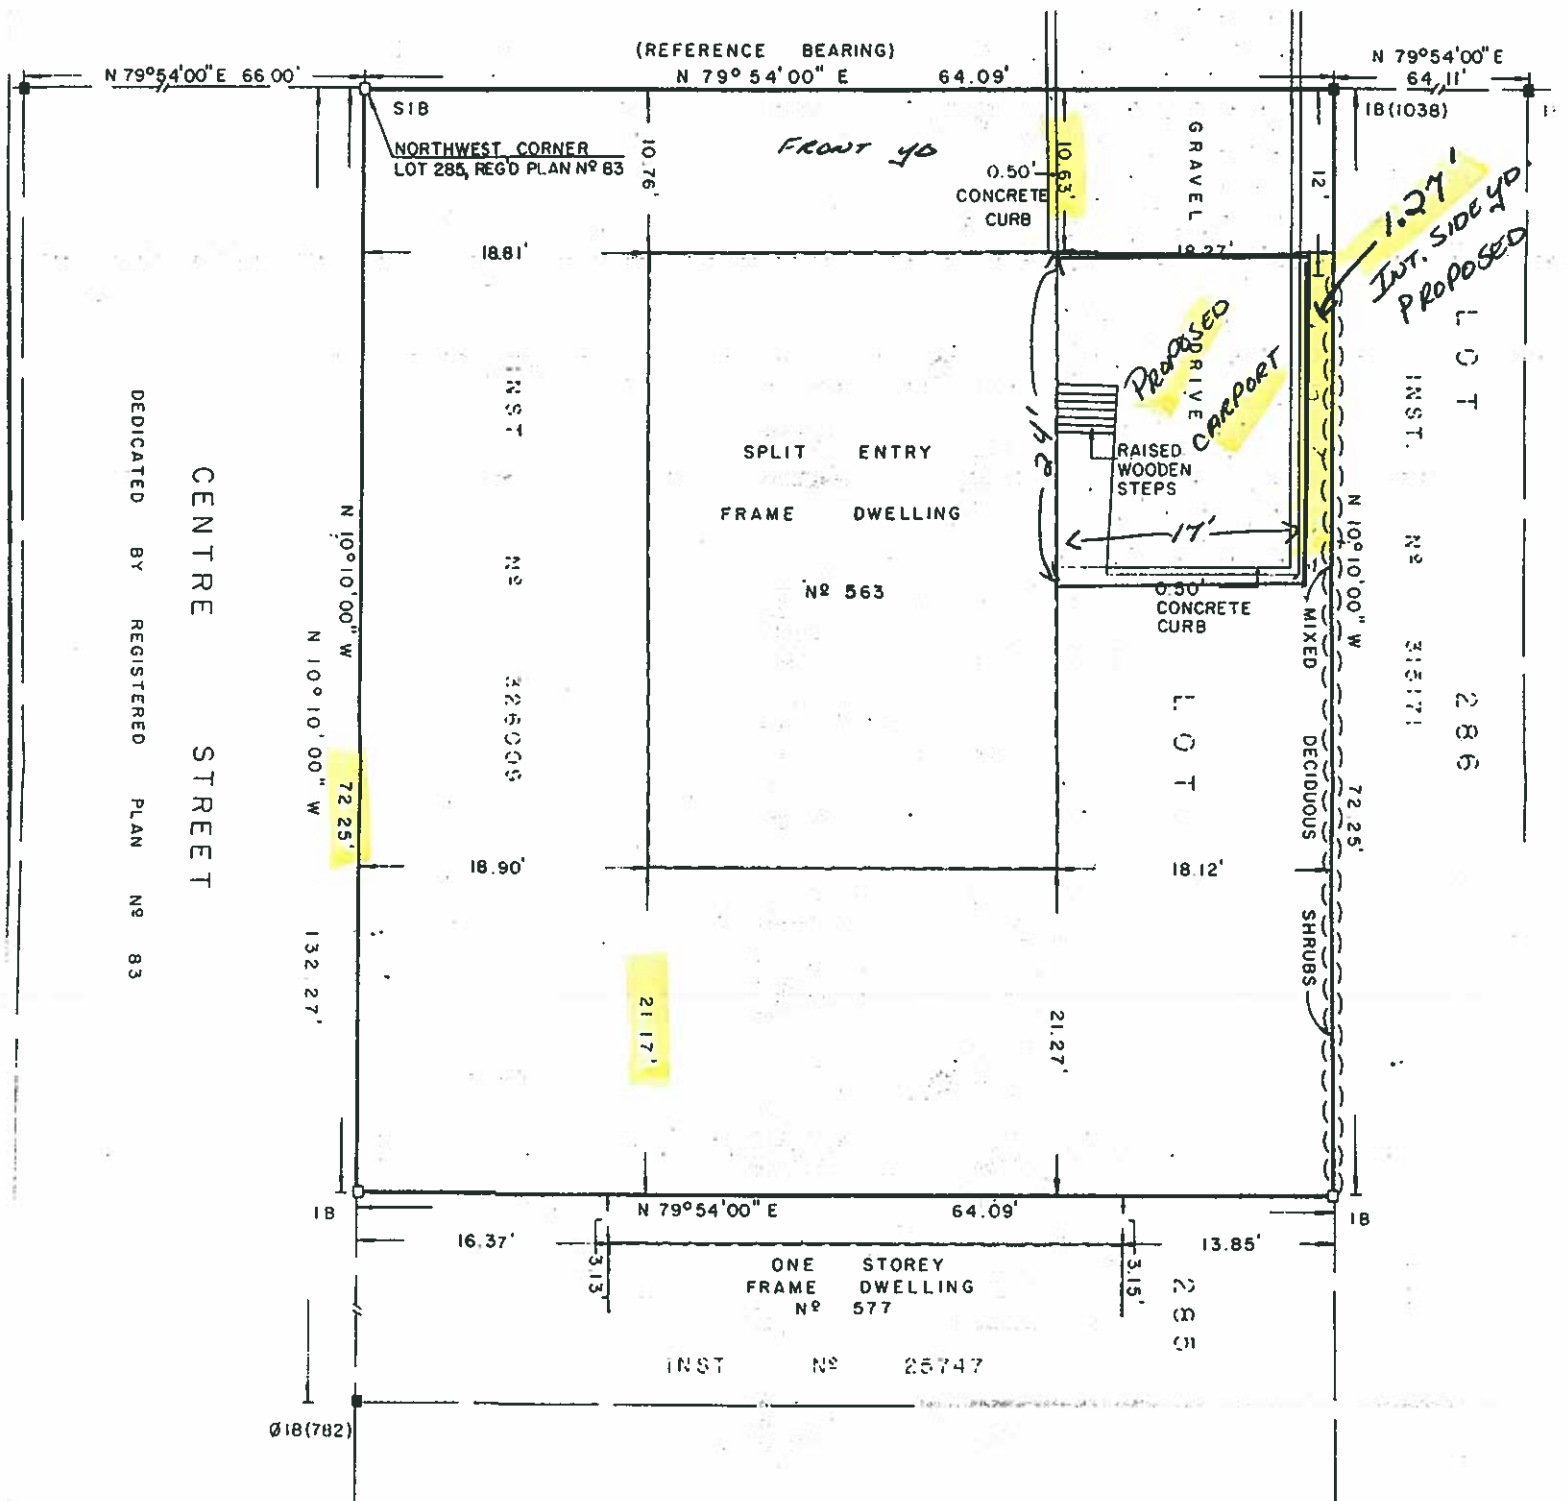 (REFERENCE BEARING)
N 79°54'00" E 66.00'
N 79° 54'00" E 64.09'
N 79°54'00" E
64.11'
SIB
IB(1038)
NORTHWEST CORNER
LOT 285, REG'D PLAN Nº 83
10.76'
FRONT YD
0.50'
CONCRETE
CURB
10.63'
GRAVEL
12'
1.27'
INT. SIDE YD.
PROPOSED
18.81'
18.27'
PROPOSED
CARPORT
DRIVE
24'
RAISED
WOODEN
STEPS
17'
0.50'
CONCRETE
CURB
SPLIT ENTRY
FRAME DWELLING
Nº 563
INST Nº 326009
LOT
285
LOT 286
INST. Nº 315171
N 10°10'00" W 72.25'
MIXED DECIDUOUS SHRUBS
N 10°10'00" W 72.25'
N 10°10'00" W 132.27'
CENTRE STREET
DEDICATED BY REGISTERED PLAN Nº 83
18.90'
18.12'
21.17'
21.27'
IB
N 79°54'00" E 64.09'
IB
16.37'
13.85'
3.13'
3.15'
ONE STOREY
FRAME DWELLING
Nº 577
INST Nº 25747
ØIB(782)